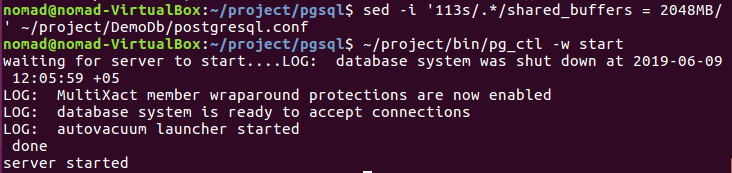 nomad@nomad-VirtualBox:~/project/pgsql$ sed -i '113s/.*/shared_buffers = 2048MB/
' ~/project/DemoDb/postgresql.conf
nomad@nomad-VirtualBox:~/project/pgsql$ ~/project/bin/pg_ctl -w start
waiting for server to start....LOG:  database system was shut down at 2019-06-09
 12:05:59 +05
LOG:  MultiXact member wraparound protections are now enabled
LOG:  database system is ready to accept connections
LOG:  autovacuum launcher started
 done
server started